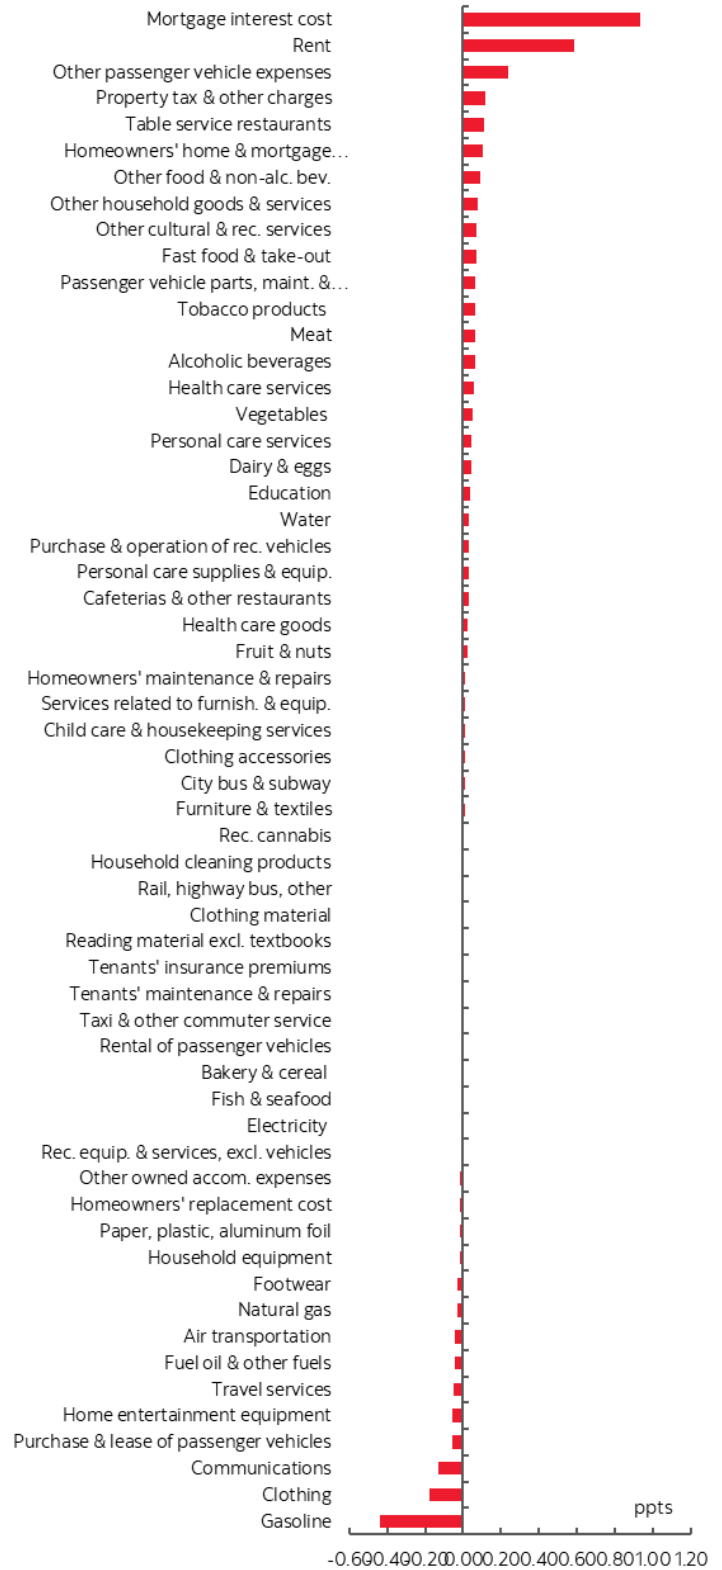 Mortgage interest cost
Rent
Other passenger vehicle expenses
Property tax & other charges
Table service restaurants
Homeowners' home & mortgage…
Other food & non-alc. bev.
Other household goods & services
Other cultural & rec. services
Fast food & take-out
Passenger vehicle parts, maint. &…
Tobacco products
Meat
Alcoholic beverages
Health care services
Vegetables
Personal care services
Dairy & eggs
Education
Water
Purchase & operation of rec. vehicles
Personal care supplies & equip.
Cafeterias & other restaurants
Health care goods
Fruit & nuts
Homeowners' maintenance & repairs
Services related to furnish. & equip.
Child care & housekeeping services
Clothing accessories
City bus & subway
Furniture & textiles
Rec. cannabis
Household cleaning products
Rail, highway bus, other
Clothing material
Reading material excl. textbooks
Tenants' insurance premiums
Tenants' maintenance & repairs
Taxi & other commuter service
Rental of passenger vehicles
Bakery & cereal
Fish & seafood
Electricity
Rec. equip. & services, excl. vehicles
Other owned accom. expenses
Homeowners' replacement cost
Paper, plastic, aluminum foil
Household equipment
Footwear
Natural gas
Air transportation
Fuel oil & other fuels
Travel services
Home entertainment equipment
Purchase & lease of passenger vehicles
Communications
Clothing
Gasoline
ppts
-0.60 -0.40 -0.20 0.00 0.20 0.40 0.60 0.80 1.00 1.20